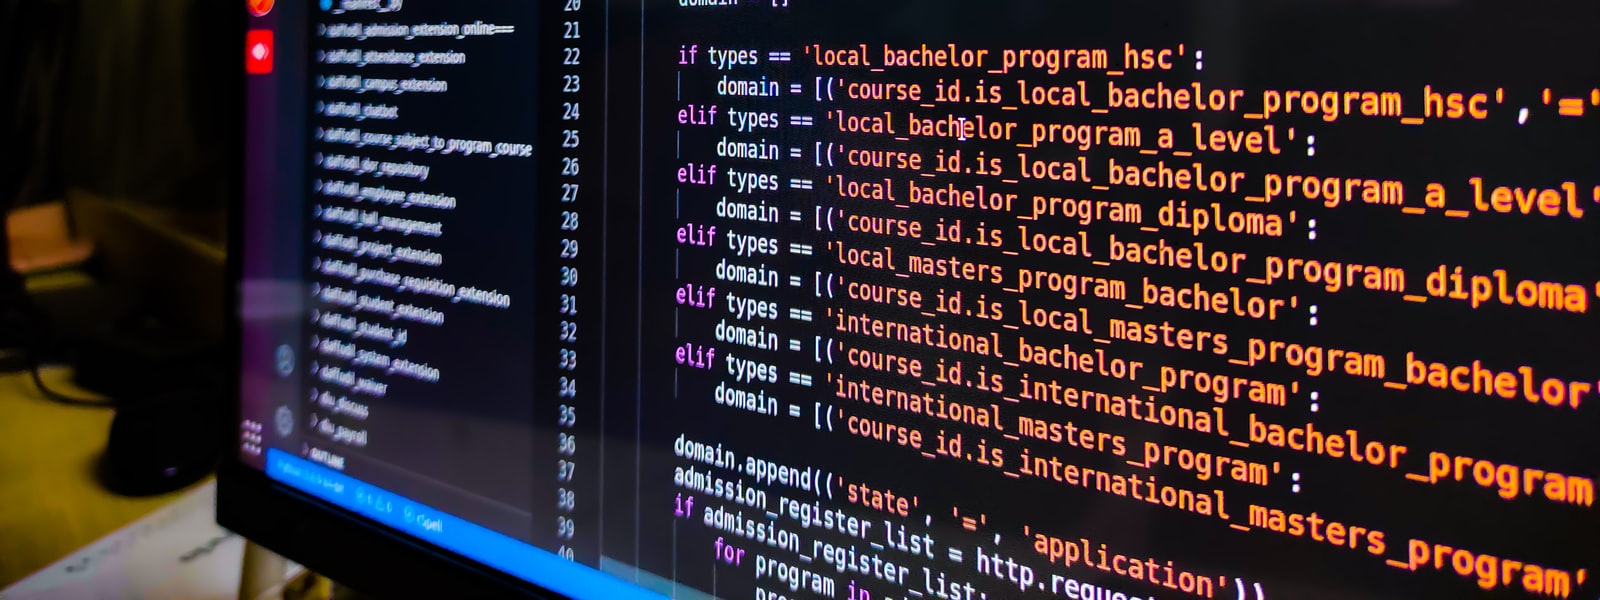 daffodil_admission_extension_online
daffodil_attendance_extension
daffodil_campus_extension
daffodil_chatbot
daffodil_course_subject_to_program_course
daffodil_doc_repository
daffodil_employee_extension
daffodil_hall_management
daffodil_project_extension
daffodil_purchase_requisition_extension
daffodil_student_extension
daffodil_student_id
daffodil_system_extension
daffodil_waiver
diu_discuss
diu_payroll
OUTLINE
20 domain = []
21
22 if types == 'local_bachelor_program_hsc':
23 domain = [('course_id.is_local_bachelor_program_hsc','='
24 elif types == 'local_bachelor_program_a_level':
25 domain = [('course_id.is_local_bachelor_program_a_level'
26 elif types == 'local_bachelor_program_diploma':
27 domain = [('course_id.is_local_bachelor_program_diploma'
28 elif types == 'local_masters_program_bachelor':
29 domain = [('course_id.is_local_masters_program_bachelor'
30 elif types == 'international_bachelor_program':
31 domain = [('course_id.is_international_bachelor_program
32 elif types == 'international_masters_program':
33 domain = [('course_id.is_international_masters_program'
34
35 domain.append(('state', '=', 'application'))
36 admission_register_list = http.reques
37 if admission_register_list:
38 for program in
39
40